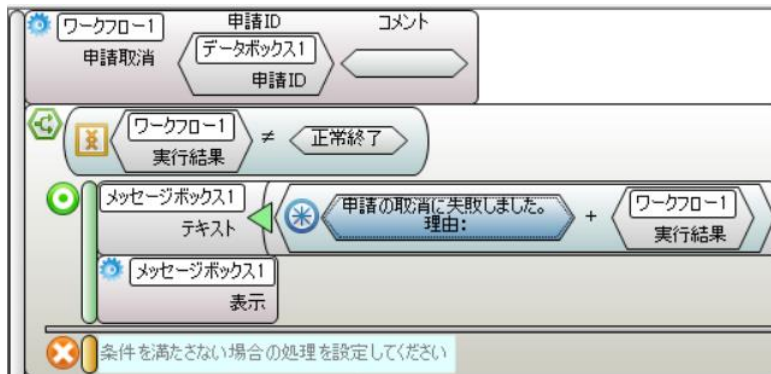 ワークフロー1
申請取消
申請ID
データボックス1
申請ID
コメント
ワークフロー1
実行結果
≠
正常終了
メッセージボックス1
テキスト
申請の取消に失敗しました。
理由:
+
ワークフロー1
実行結果
メッセージボックス1
表示
条件を満たさない場合の処理を設定してください